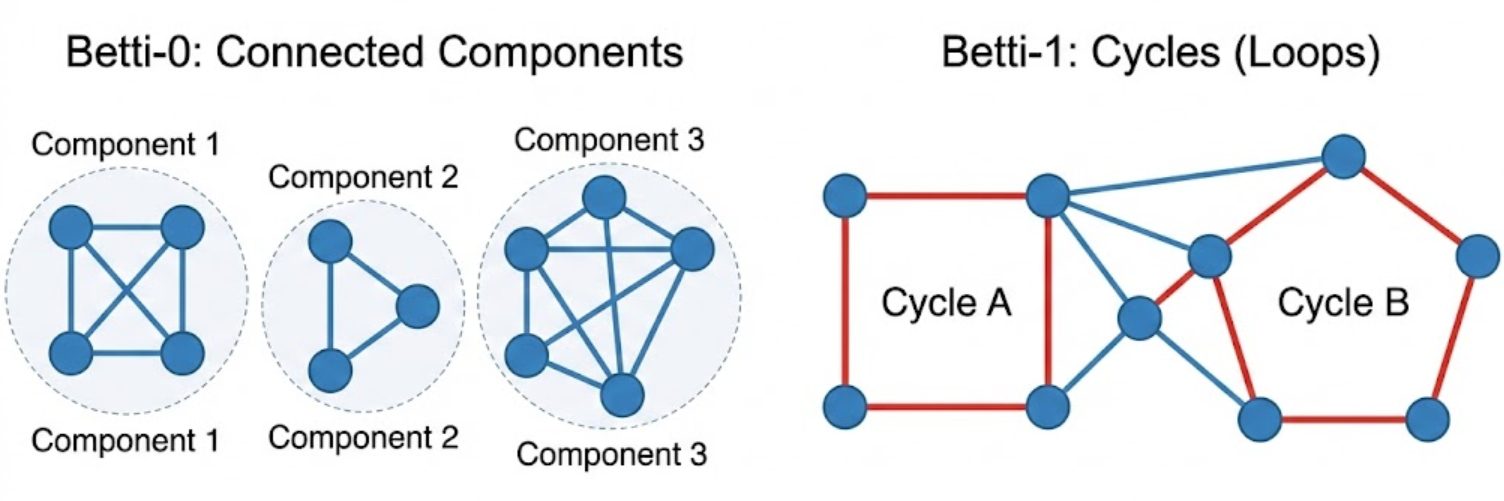 Betti-0: Connected Components
Component 1
Component 2
Component 3
Component 1
Component 2
Component 3
Betti-1: Cycles (Loops)
Cycle A
Cycle B